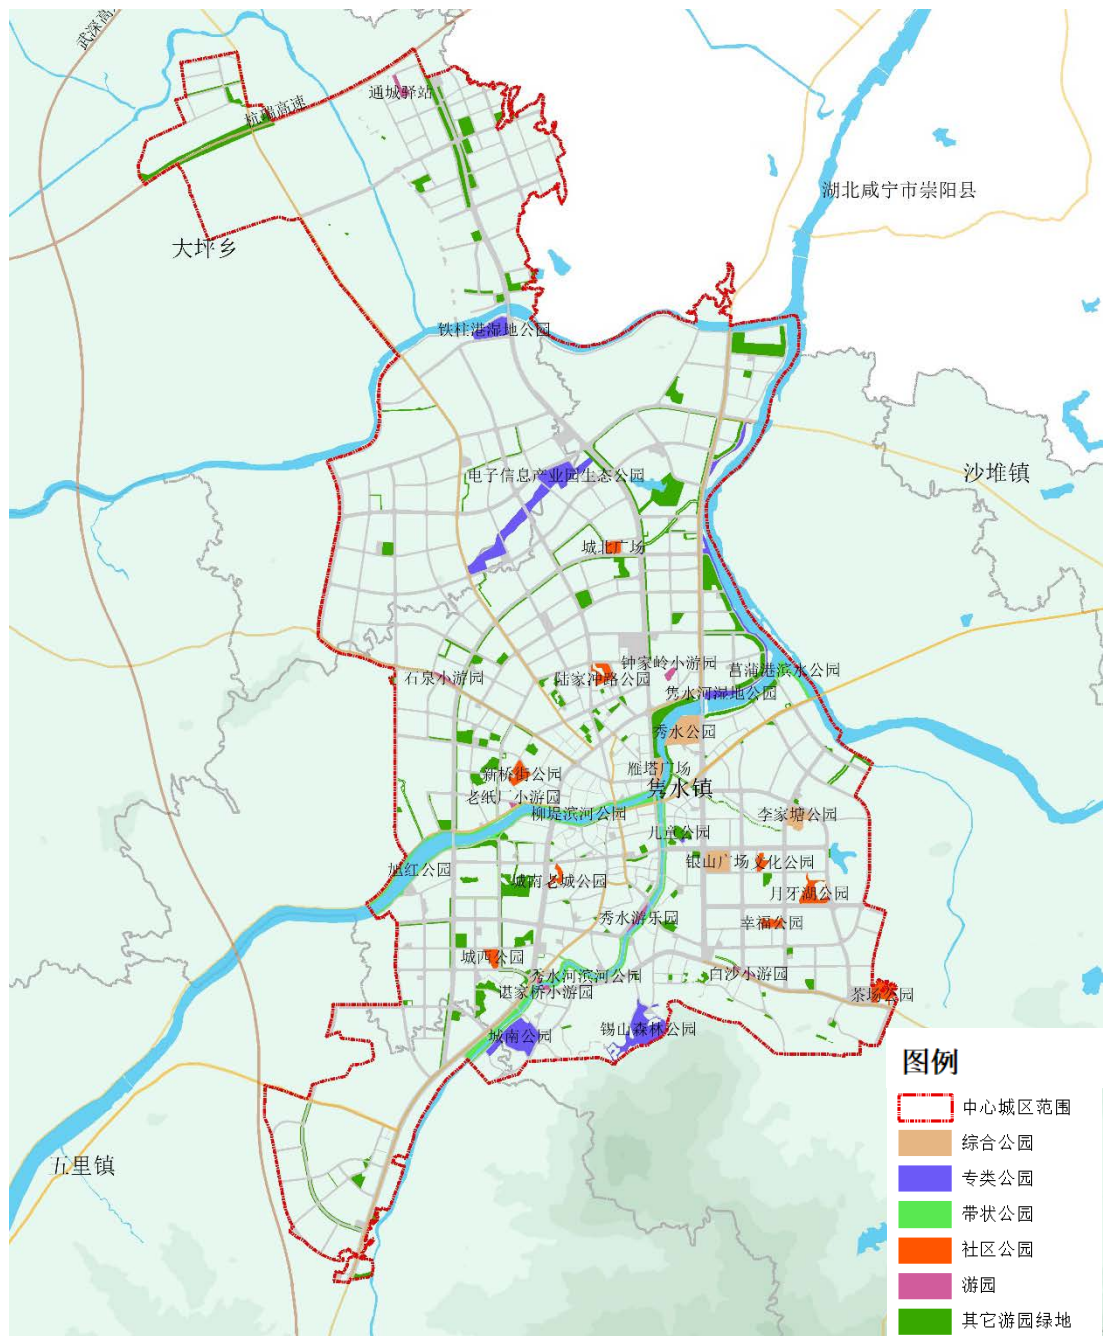 武深高
通城驿站
杭瑞高速
湖北咸宁市崇阳县
大坪乡
铁柱港湿地公园
沙堆镇
电子信息产业园生态公园
城北广场
钟家岭小游园
菖蒲港滨水公园
石泉小游园
陆家冲路公园
隽水河湿地公园
秀水公园
雁塔广场
新桥街公园
隽水镇
老纸厂小游园
柳堤滨河公园
李家塘公园
儿童公园
旭红公园
银山广场
文化公园
城南老城公园
月牙湖公园
秀水游乐园
幸福公园
城西公园
秀水河滨河公园
白沙小游园
谌家桥小游园
茶场公园
城南公园
锡山森林公园
五里镇
图例
中心城区范围
综合公园
专类公园
带状公园
社区公园
游园
其它游园绿地